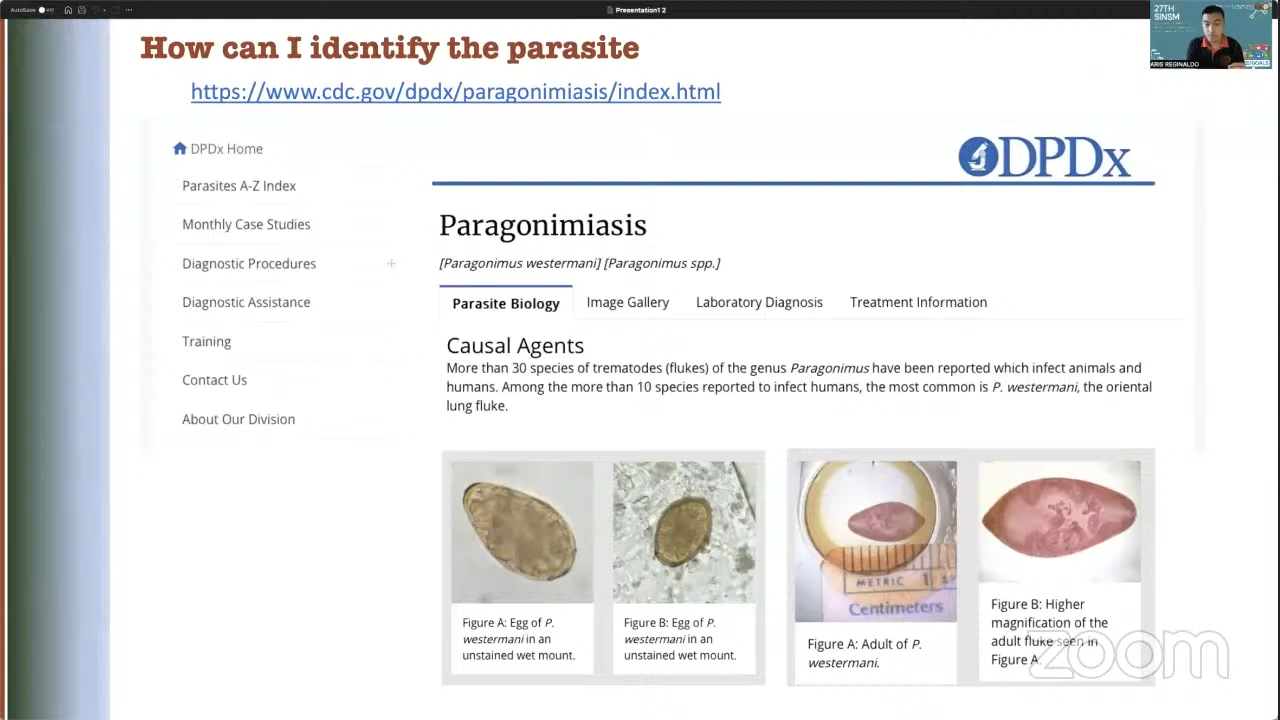 AutoSave
Presentation1 2
How can I identify the parasite
https://www.cdc.gov/dpdx/paragonimiasis/index.html
27TH
SINSM
ARIS REGINALDO
DPDx Home
Parasites A-Z Index
Monthly Case Studies
Diagnostic Procedures +
Diagnostic Assistance
Training
Contact Us
About Our Division
DPDx
Paragonimiasis
[Paragonimus westermani] [Paragonimus spp.]
Parasite Biology Image Gallery Laboratory Diagnosis Treatment Information
Causal Agents
More than 30 species of trematodes (flukes) of the genus Paragonimus have been reported which infect animals and
humans. Among the more than 10 species reported to infect humans, the most common is P. westermani, the oriental
lung fluke.
Figure A: Egg of P.
westermani in an
unstained wet mount.
Figure B: Egg of P.
westermani in an
unstained wet mount.
METRIC 1
Centimeters
Figure A: Adult of P.
westermani.
Figure B: Higher
magnification of the
adult fluke seen in
Figure A.
zoom